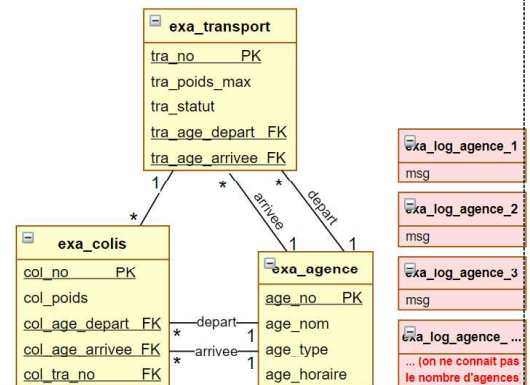 exa_transport
tra_no PK
tra_poids_max
tra_statut
tra_age_depart FK
tra_age_arrivee FK
1
*
*
*
arrivee
depart
1
1
exa_colis
col_no PK
col_poids
col_age_depart FK
col_age_arrivee FK
col_tra_no FK
depart
*
1
arrivee
*
1
exa_agence
age_no PK
age_nom
age_type
age_horaire
exa_log_agence_1
msg
exa_log_agence_2
msg
exa_log_agence_3
msg
exa_log_agence_ ...
... (on ne connait pas
le nombre d'agences